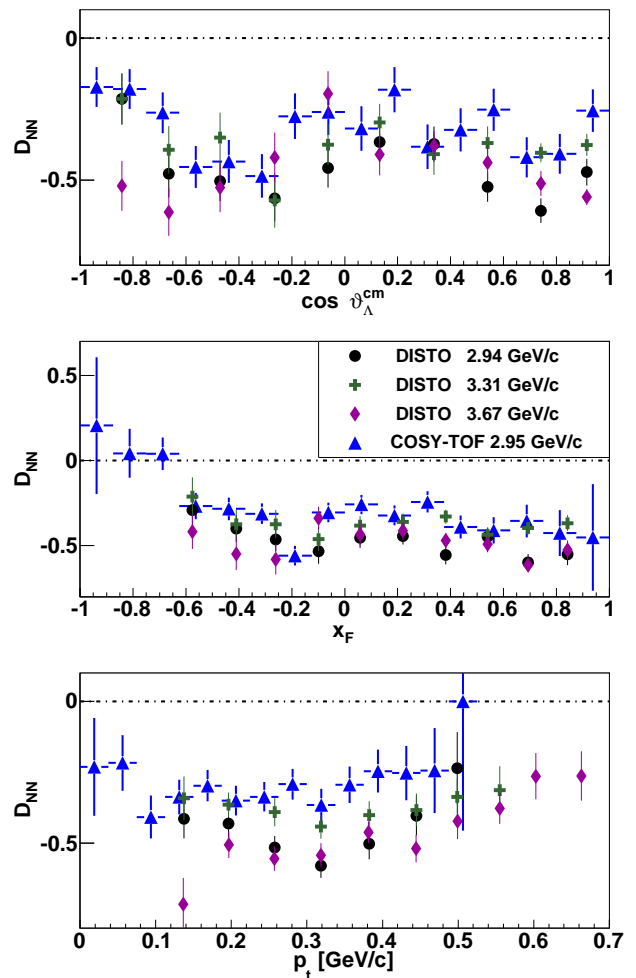 0
-0.5
D_NN
-1 -0.8 -0.6 -0.4 -0.2 0 0.2 0.4 0.6 0.8 1
cos ϑ_Λ^cm
DISTO 2.94 GeV/c
DISTO 3.31 GeV/c
DISTO 3.67 GeV/c
COSY-TOF 2.95 GeV/c
0.5
0
-0.5
D_NN
-1 -0.8 -0.6 -0.4 -0.2 0 0.2 0.4 0.6 0.8 1
x_F
0
-0.5
D_NN
0 0.1 0.2 0.3 0.4 0.5 0.6 0.7
p_t [GeV/c]